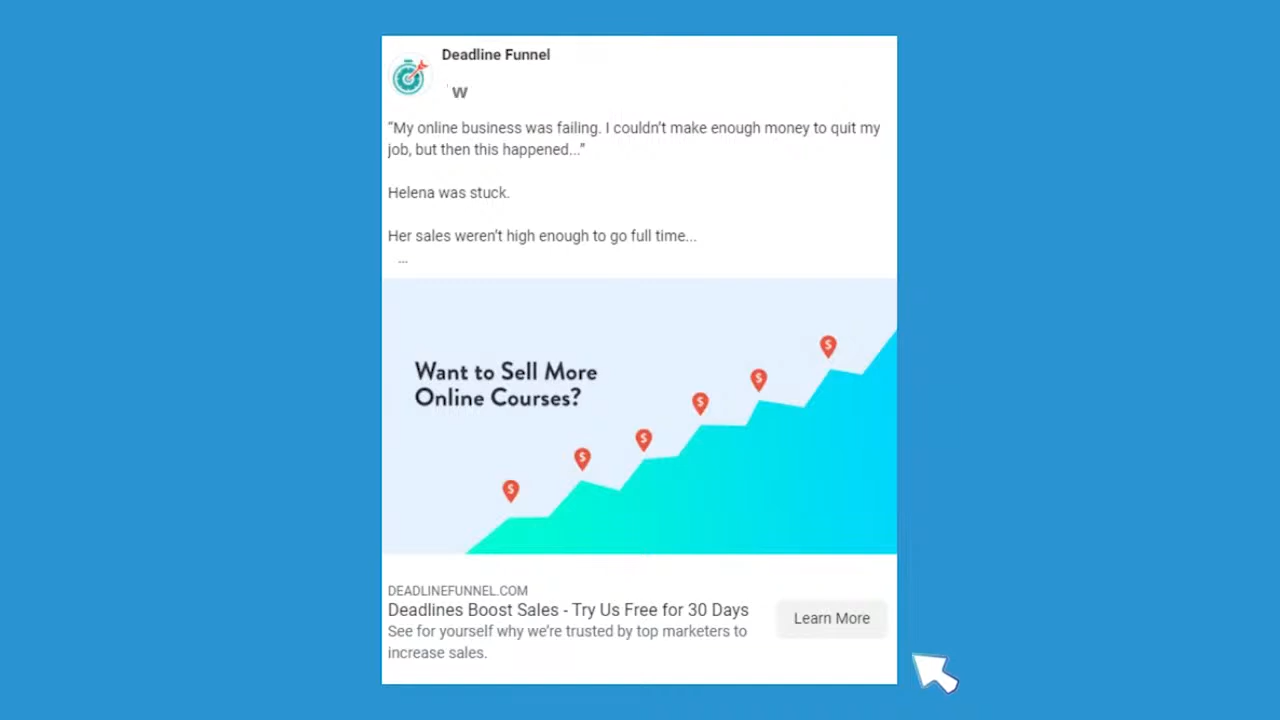 Deadline Funnel
w
“My online business was failing. I couldn’t make enough money to quit my
job, but then this happened...”
Helena was stuck.
Her sales weren’t high enough to go full time...
...
Want to Sell More
Online Courses?
$
$
$
$
$
$
DEADLINEFUNNEL.COM
Deadlines Boost Sales - Try Us Free for 30 Days
See for yourself why we’re trusted by top marketers to
increase sales.
Learn More